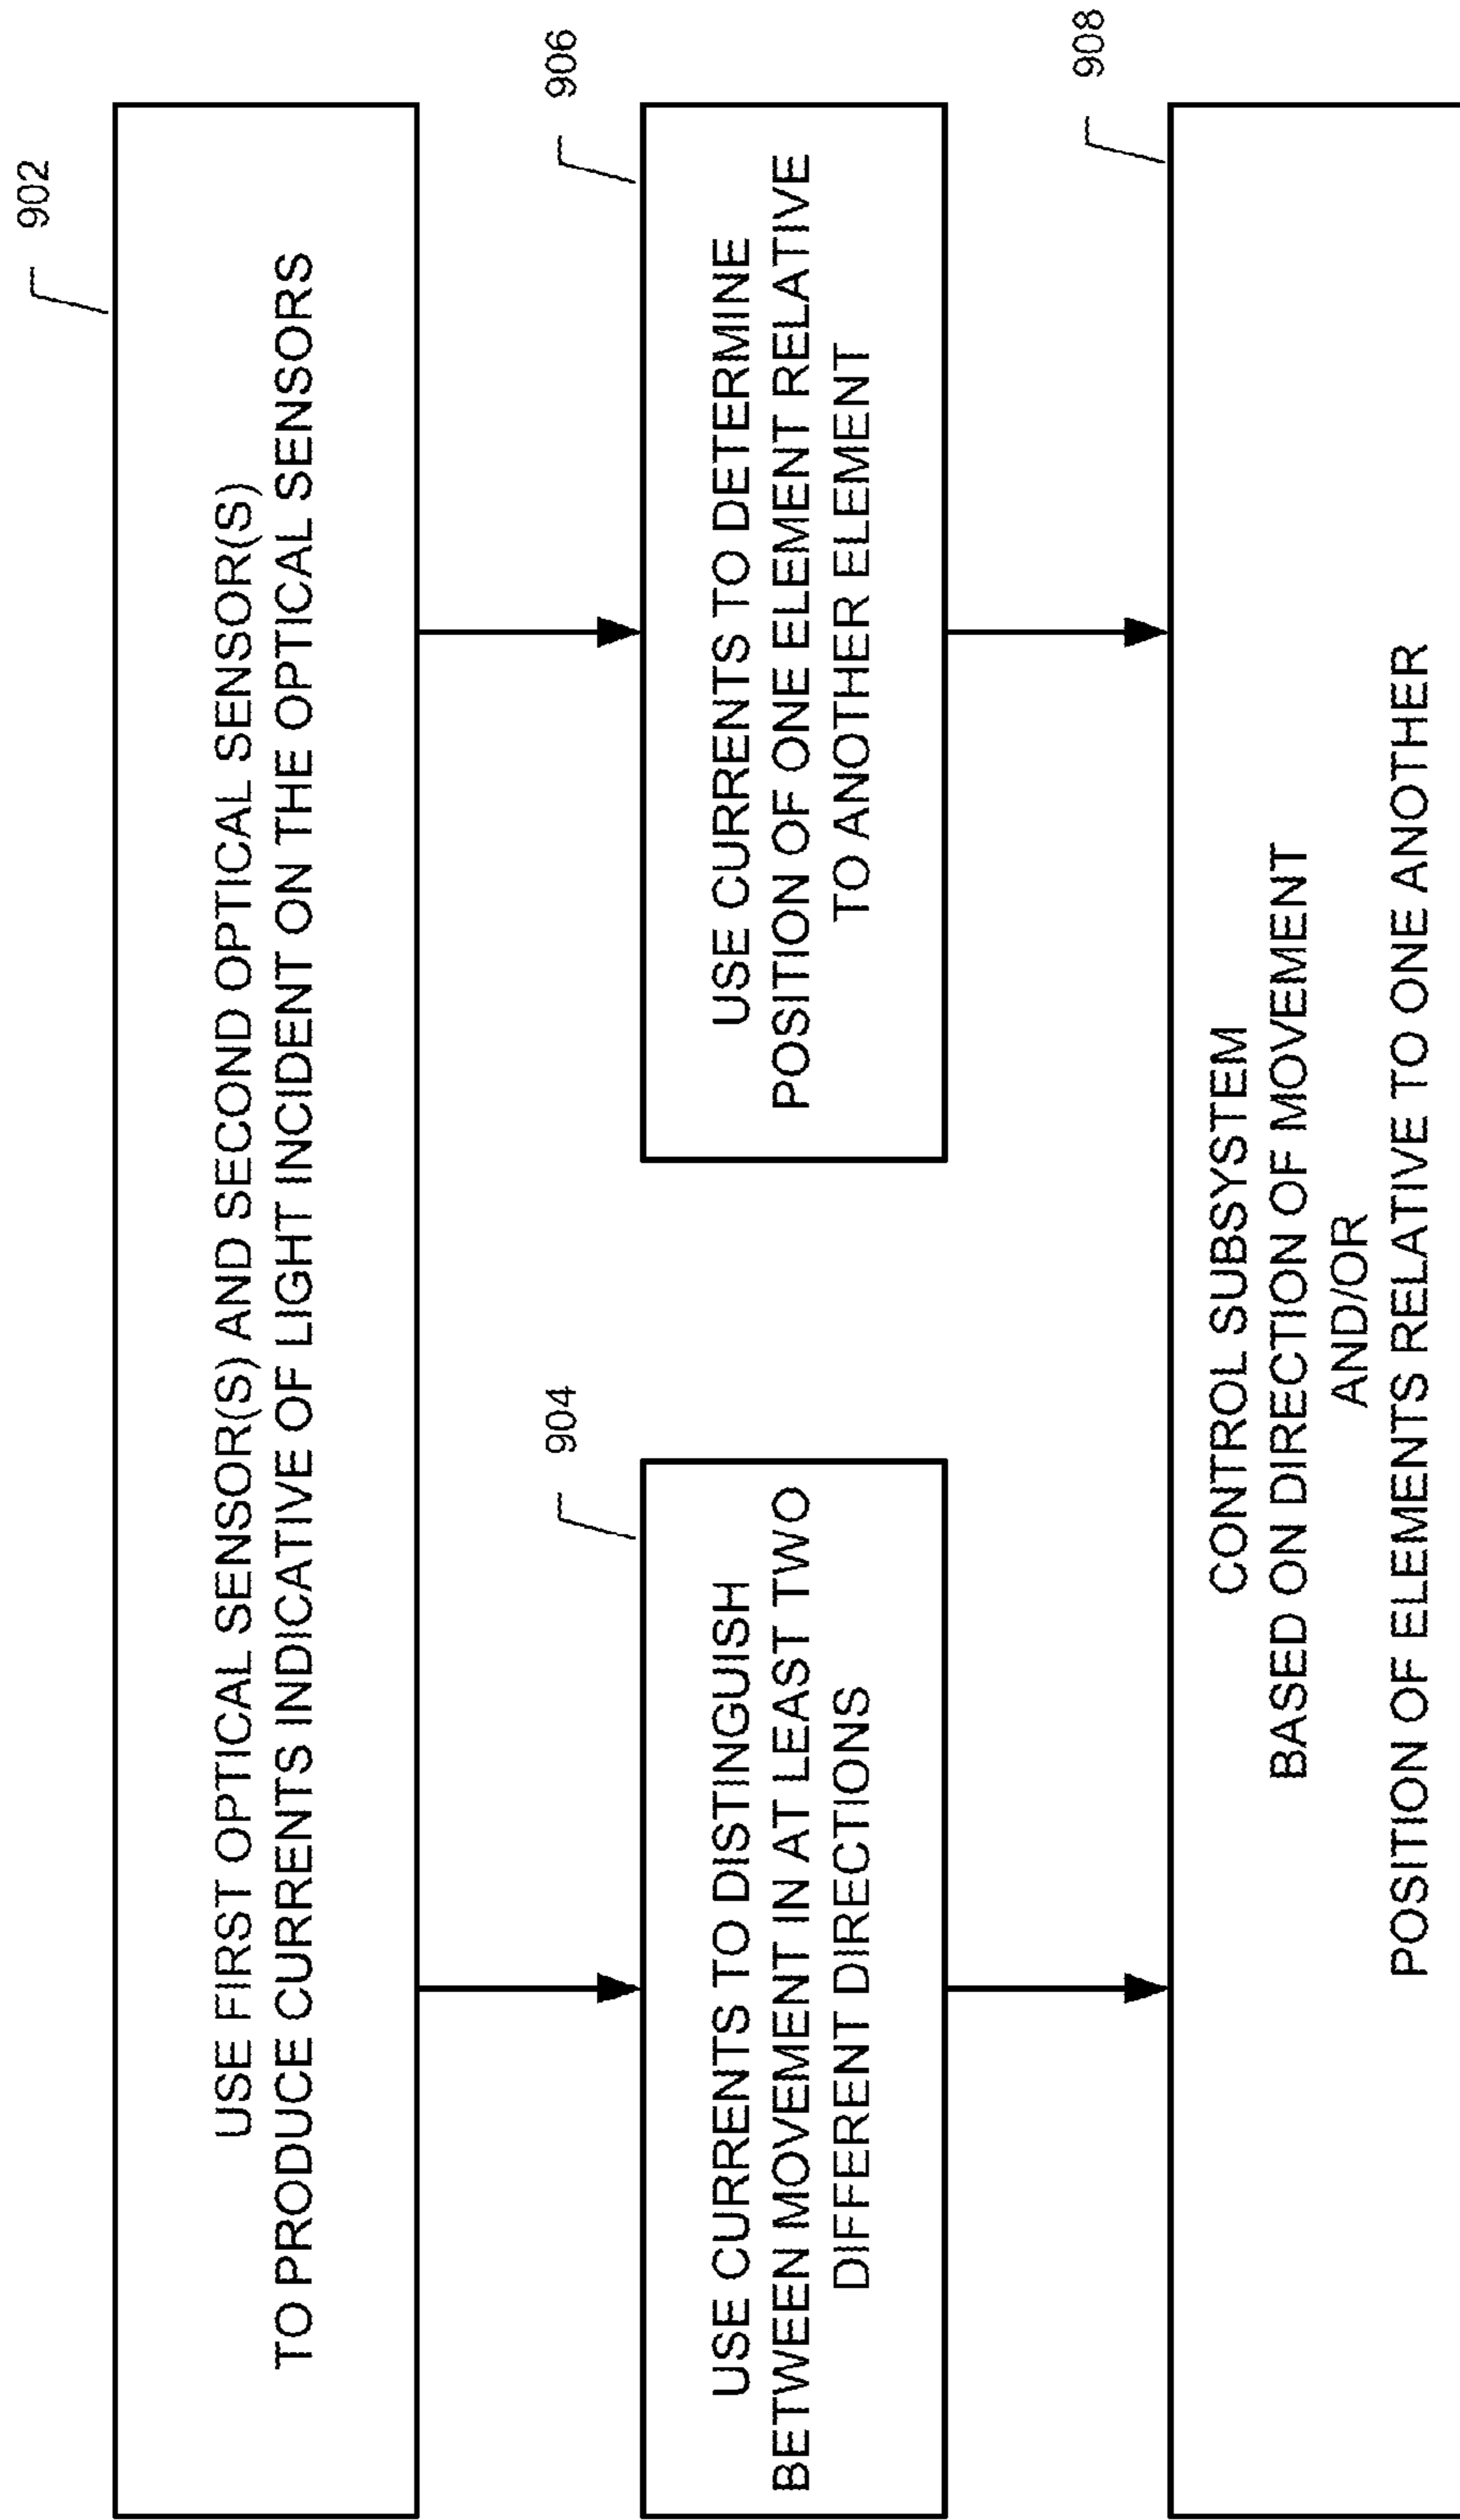 902
USE FIRST OPTICAL SENSOR(S) AND SECOND OPTICAL SENSOR(S)
TO PRODUCE CURRENTS INDICATIVE OF LIGHT INCIDENT ON THE OPTICAL SENSORS
904
USE CURRENTS TO DISTINGUISH
BETWEEN MOVEMENT IN AT LEAST TWO
DIFFERENT DIRECTIONS
906
USE CURRENTS TO DETERMINE
POSITION OF ONE ELEMENT RELATIVE
TO ANOTHER ELEMENT
908
CONTROL SUBSYSTEM
BASED ON DIRECTION OF MOVEMENT
AND/OR
POSITION OF ELEMENTS RELATIVE TO ONE ANOTHER